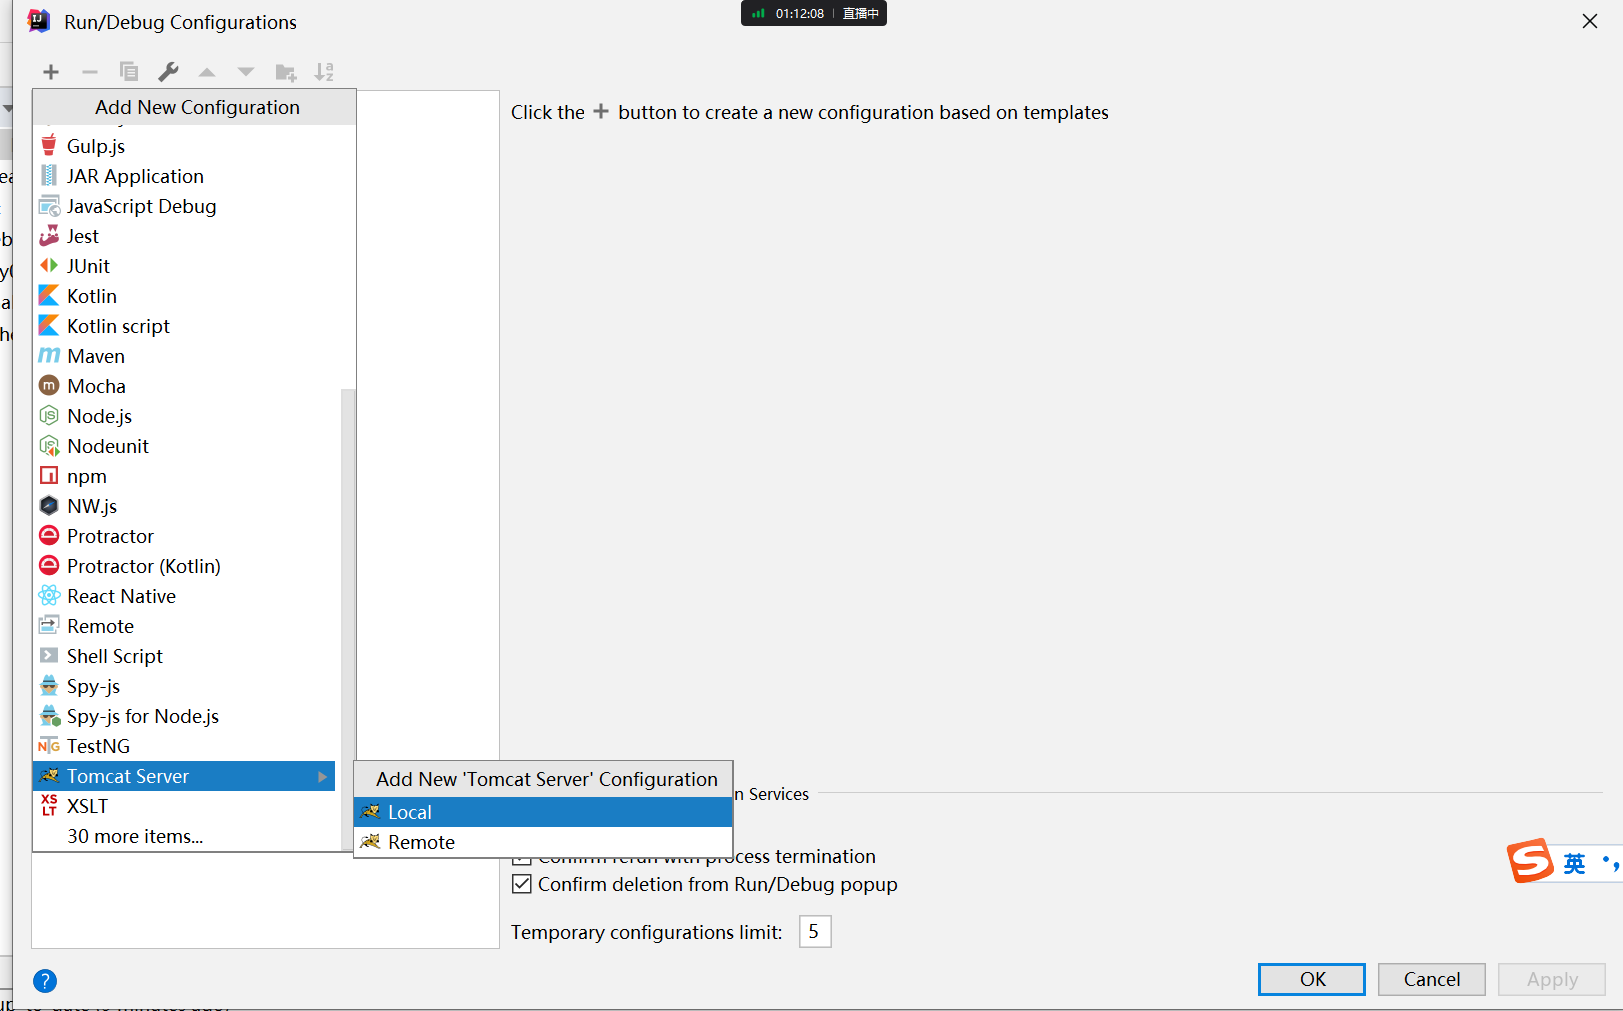 Run/Debug Configurations
01:12:08 直播中
Add New Configuration
Click the + button to create a new configuration based on templates
Gulp.js
JAR Application
JavaScript Debug
Jest
JUnit
Kotlin
Kotlin script
Maven
Mocha
Node.js
Nodeunit
npm
NW.js
Protractor
Protractor (Kotlin)
React Native
Remote
Shell Script
Spy-js
Spy-js for Node.js
TestNG
Tomcat Server
XSLT
30 more items...
Add New 'Tomcat Server' Configuration
Local
Remote
n Services
Confirm rerun with process termination
Confirm deletion from Run/Debug popup
Temporary configurations limit: 5
英
OK Cancel Apply